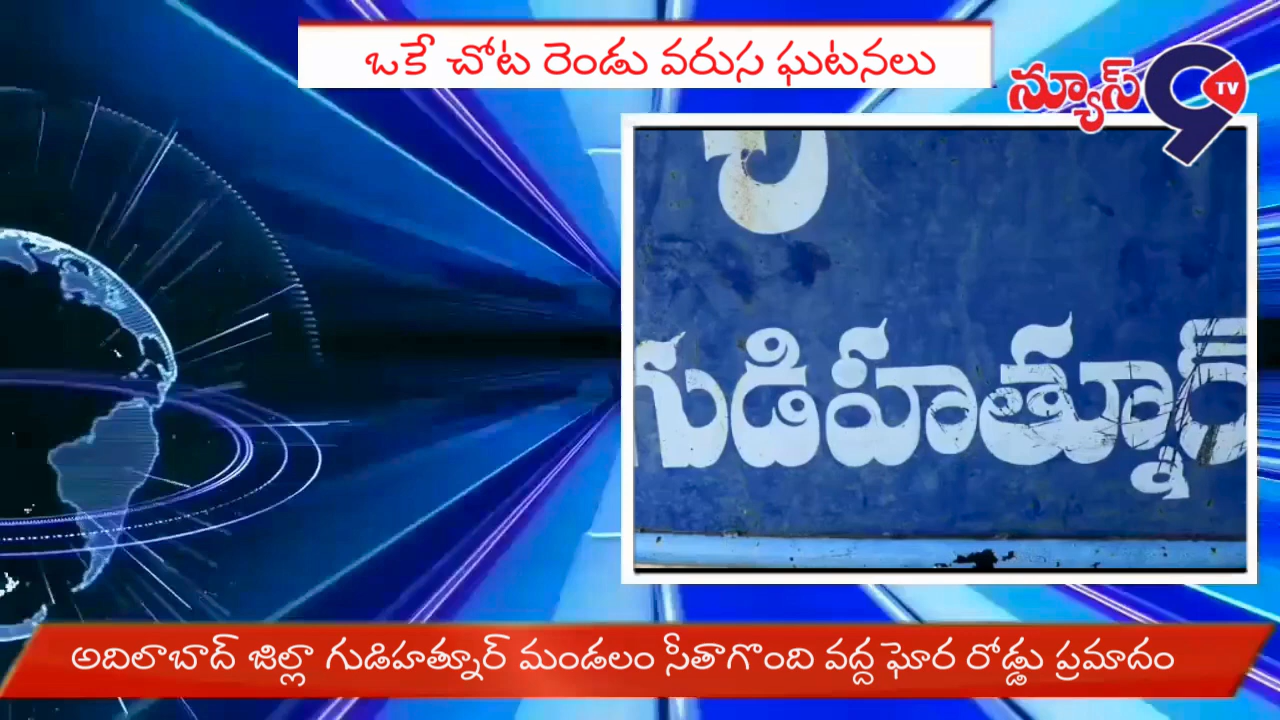 ఒకే చోట రెండు వరుస ఘటనలు
న్యూస్ 9 TV
గుడిహత్నూర్
అదిలాబాద్ జిల్లా గుడిహత్నూర్ మండలం సీతాగొంది వద్ద ఘోర రోడ్డు ప్రమాదం